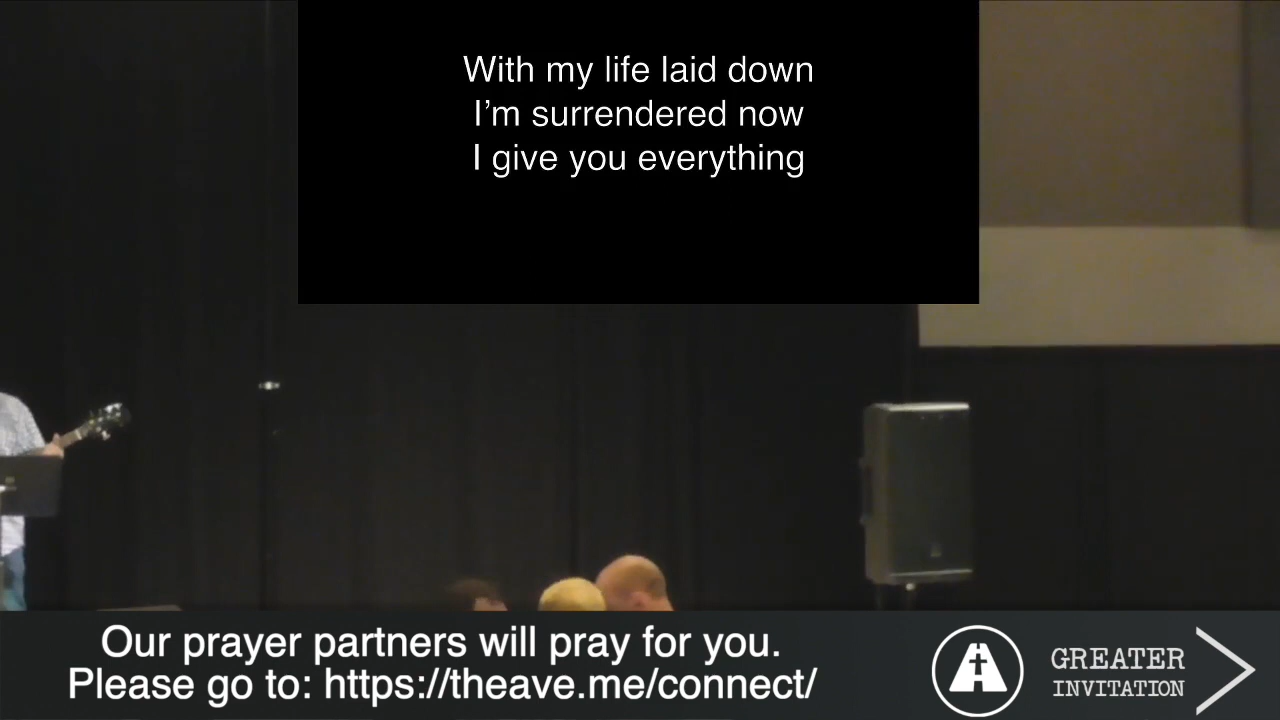 With my life laid down
I’m surrendered now
I give you everything
Our prayer partners will pray for you.
Please go to: https://theave.me/connect/
GREATER
INVITATION